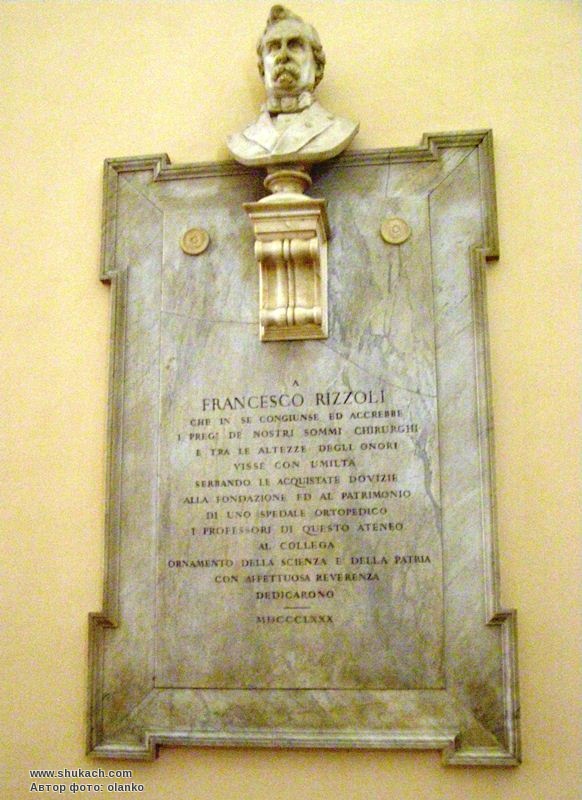 A
FRANCESCO RIZZOLI
CHE IN SE CONGIUNSE ED ACCREBBE
I PREGI DE NOSTRI SOMMI CHIRURGHI
E TRA LE ALTEZZE DEGLI ONORI
VISSE CON UMILTÀ
SERBANDO LE ACQUISTATE DOVIZIE
ALLA FONDAZIONE ED AL PATRIMONIO
DI UNO SPEDALE ORTOPEDICO
I PROFESSORI DI QUESTO ATENEO
AL COLLEGA
ORNAMENTO DELLA SCIENZA E DELLA PATRIA
CON AFFETTUOSA REVERENZA
DEDICARONO
MDCCCLXXX
www.shukach.com
Автор фото: olanko